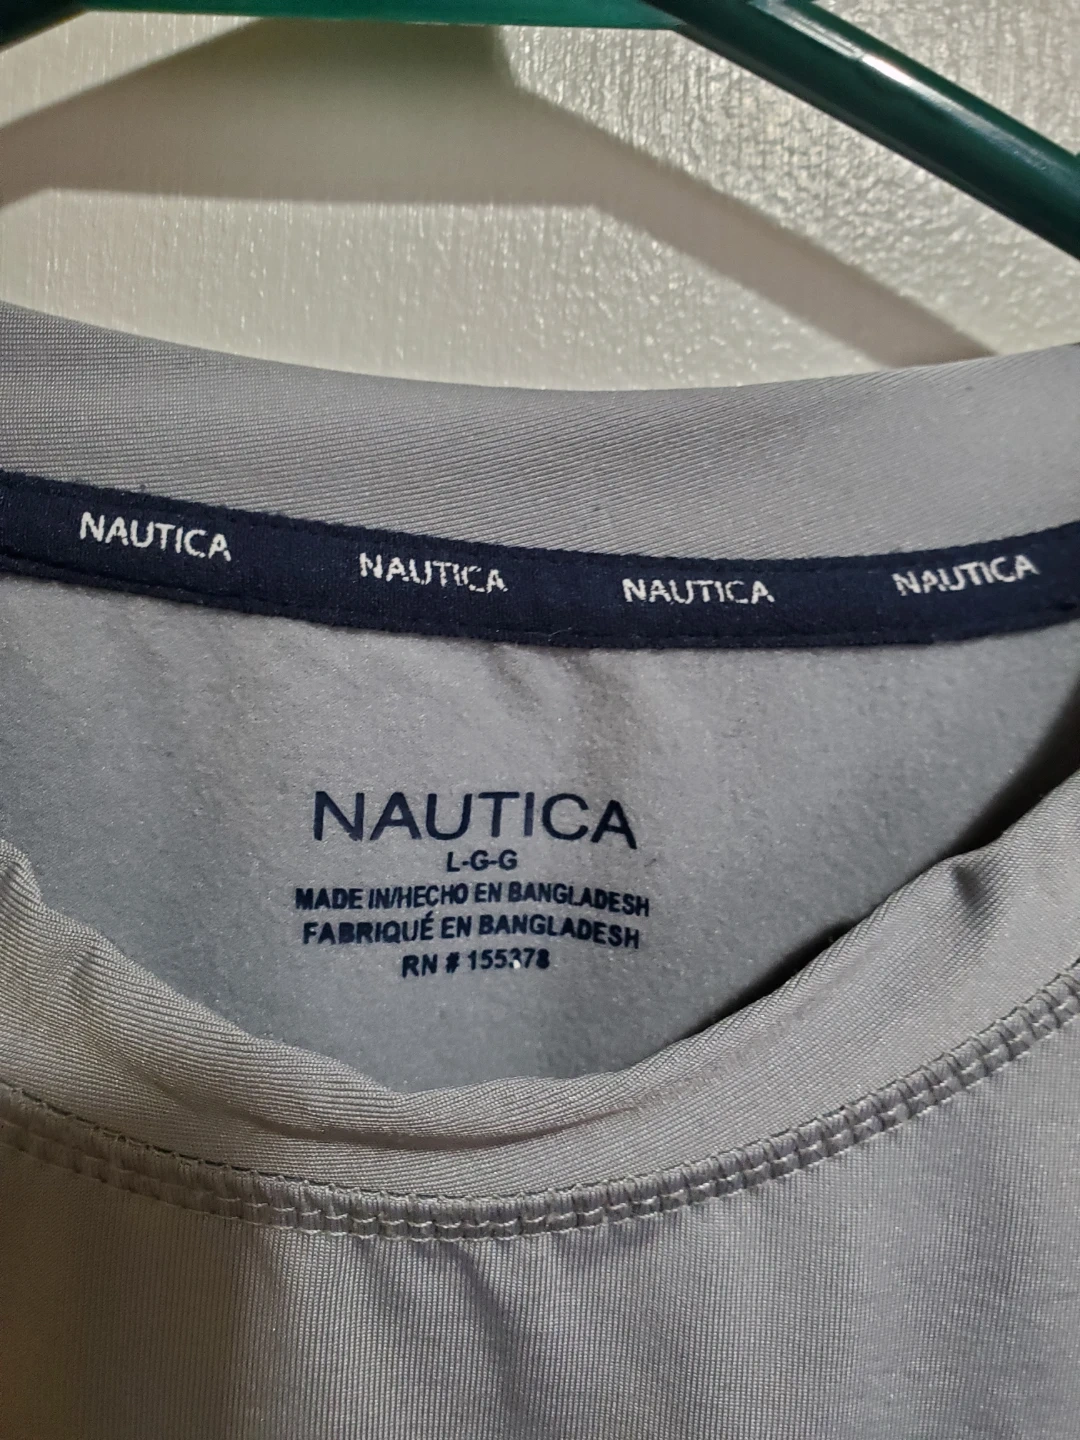 NAUTICA NAUTICA NAUTICA NAUTICA
NAUTICA
L-G-G
MADE IN/HECHO EN BANGLADESH
FABRIQUÉ EN BANGLADESH
RN # 155378